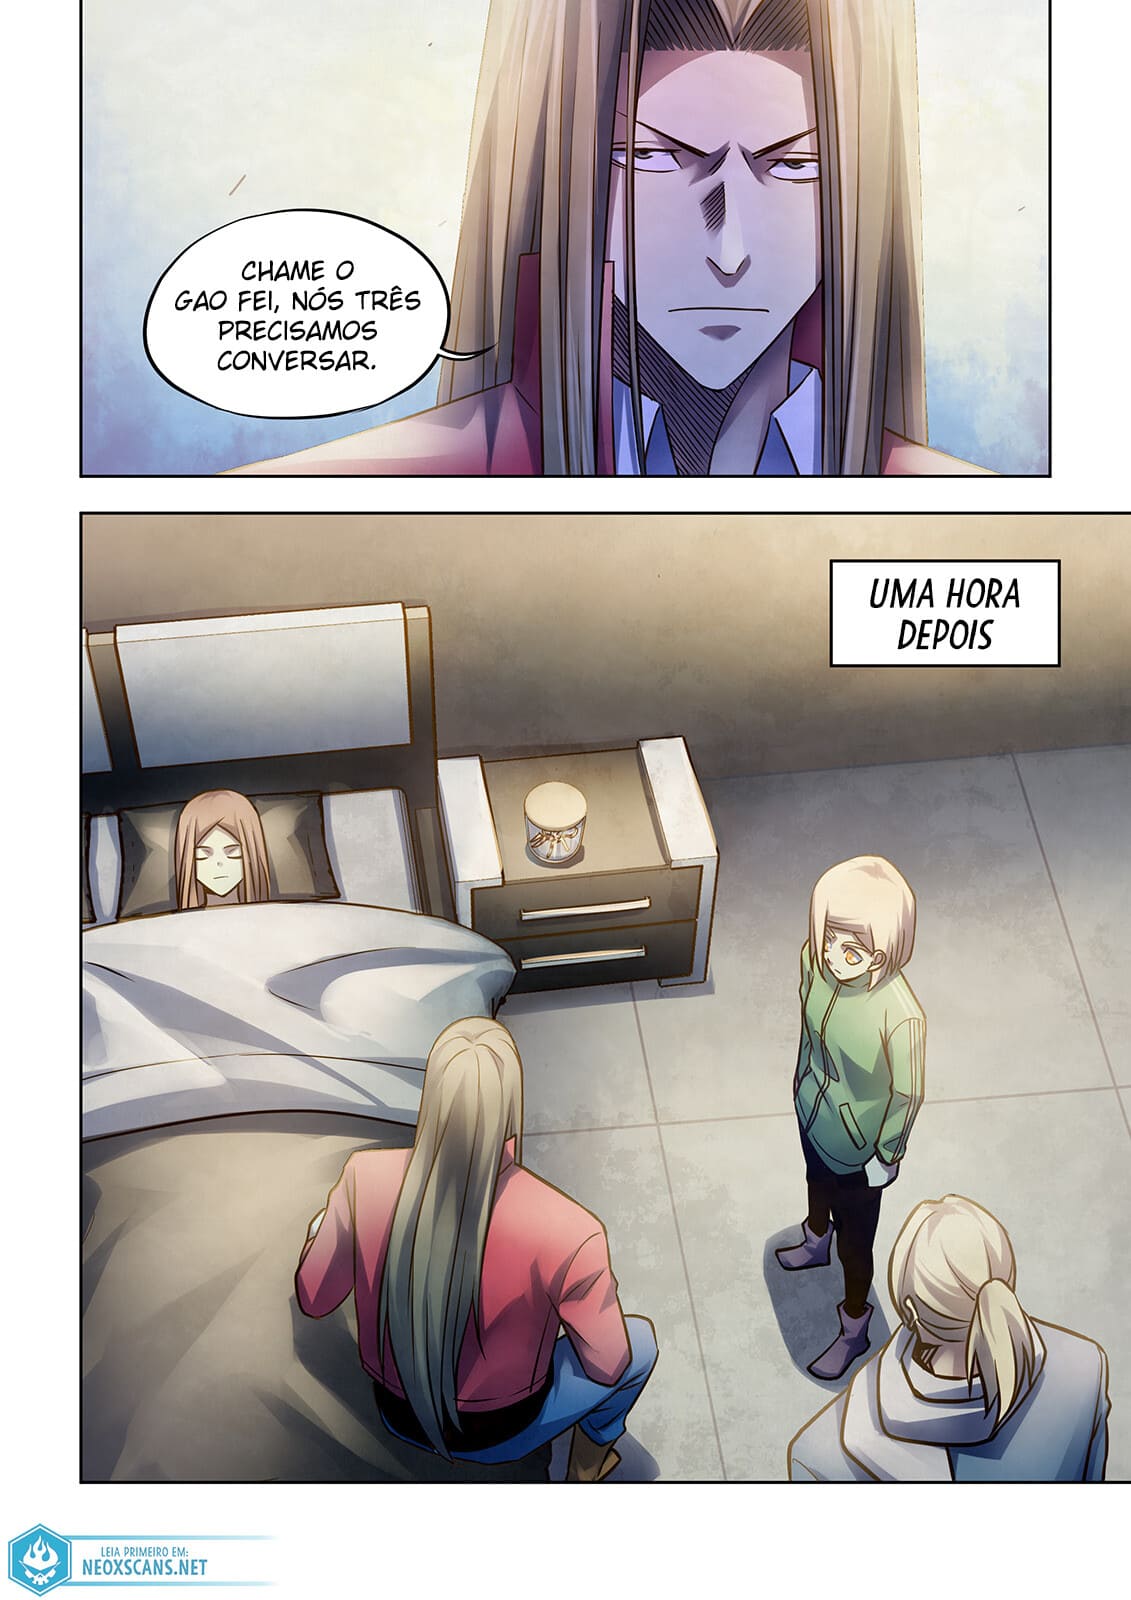 CHAME O
GAO FEI, NÓS TRÊS
PRECISAMOS
CONVERSAR.
UMA HORA
DEPOIS
LEIA PRIMEIRO EM:
NEOXSCANS.NET